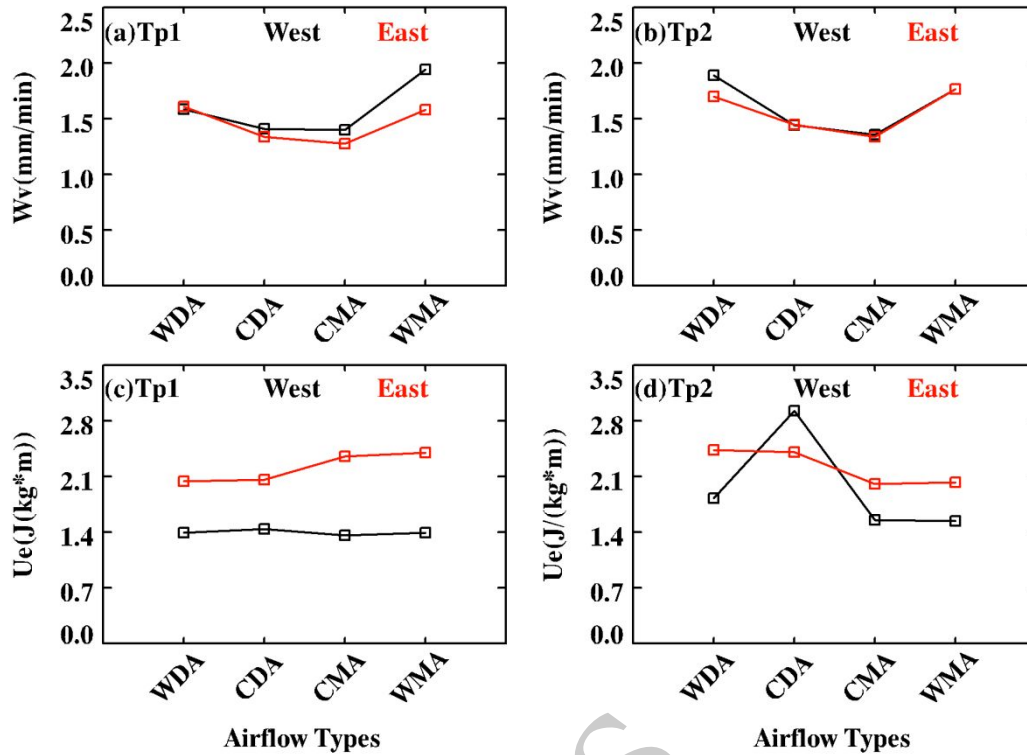 (a)Tp1 West East
Wv(mm/min)
2.5
2.0
1.5
1.0
0.5
0.0
WDA CDA CMA WMA
(b)Tp2 West East
Wv(mm/min)
2.5
2.0
1.5
1.0
0.5
0.0
WDA CDA CMA WMA
(c)Tp1 West East
Ue(J(kg*m))
3.5
2.8
2.1
1.4
0.7
0.0
WDA CDA CMA WMA
Airflow Types
(d)Tp2 West East
Ue(J/(kg*m))
3.5
2.8
2.1
1.4
0.7
0.0
WDA CDA CMA WMA
Airflow Types